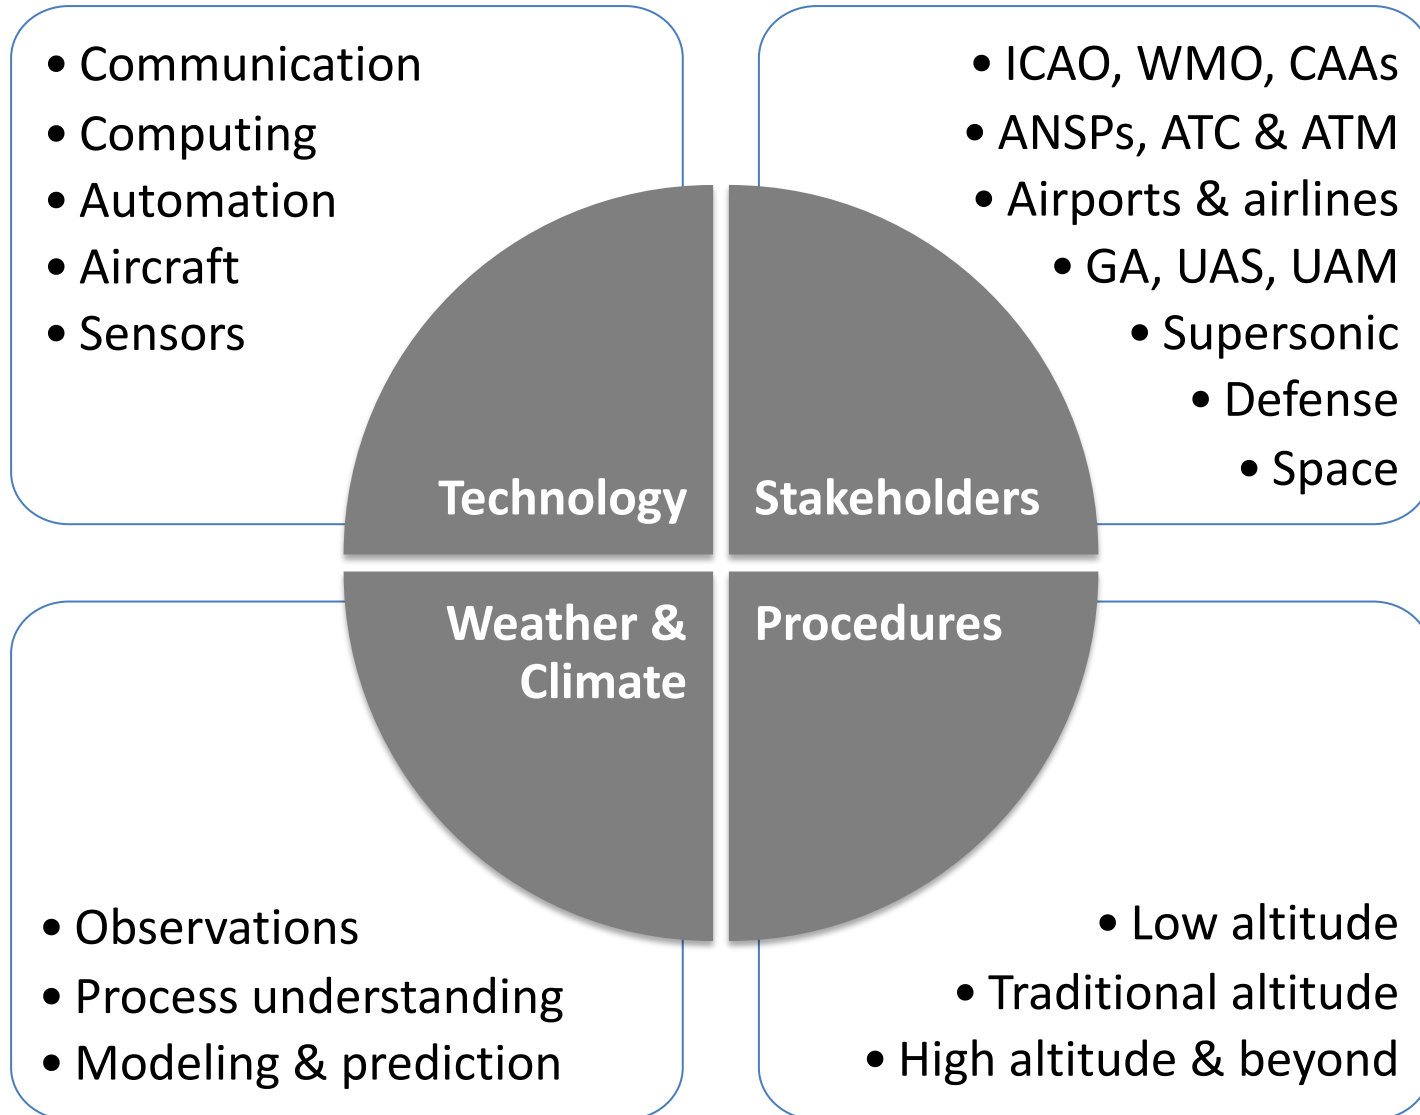 • Communication
• Computing
• Automation
• Aircraft
• Sensors
• ICAO, WMO, CAAs
• ANSPs, ATC & ATM
• Airports & airlines
• GA, UAS, UAM
• Supersonic
• Defense
• Space
Technology
Stakeholders
Weather &
Climate
Procedures
• Observations
• Process understanding
• Modeling & prediction
• Low altitude
• Traditional altitude
• High altitude & beyond